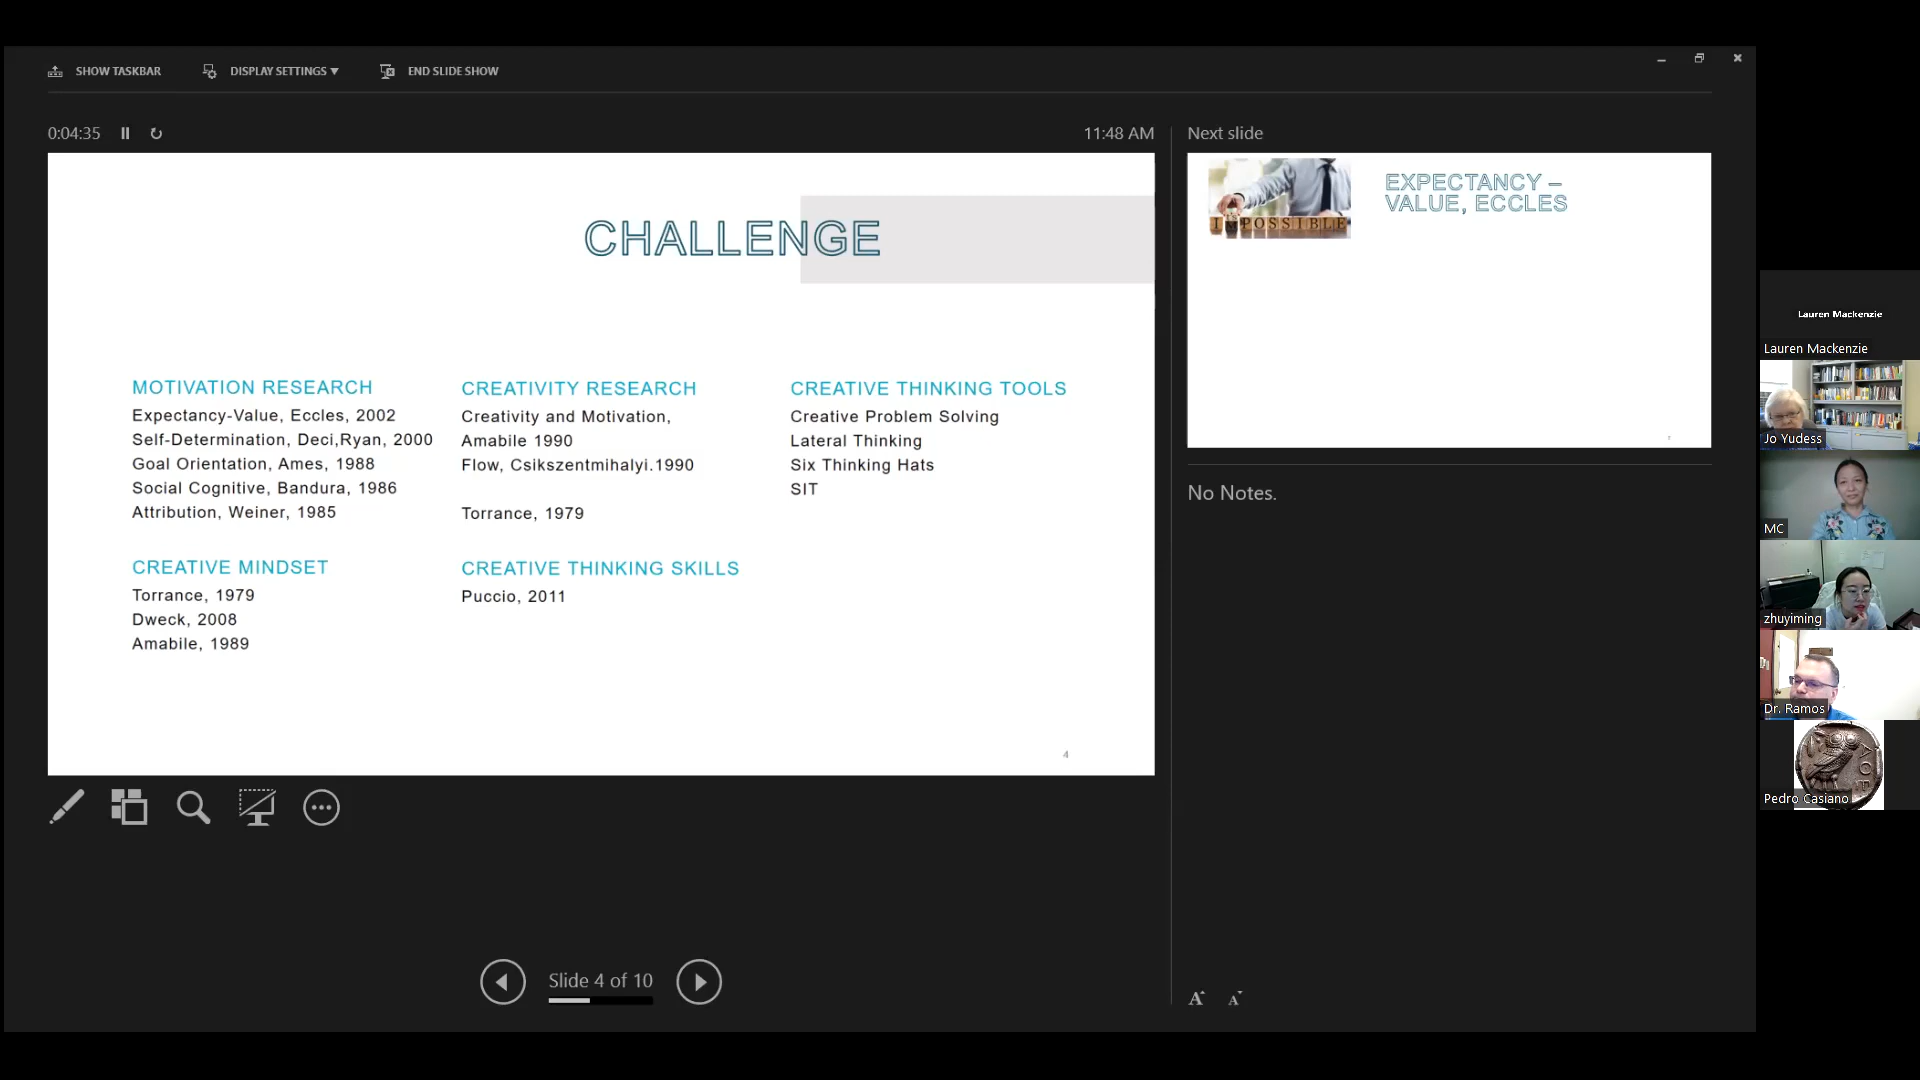 SHOW TASKBAR
DISPLAY SETTINGS ▾
END SLIDE SHOW
0:04:35
11:48 AM
Next slide
CHALLENGE
MOTIVATION RESEARCH
Expectancy-Value, Eccles, 2002
Self-Determination, Deci,Ryan, 2000
Goal Orientation, Ames, 1988
Social Cognitive, Bandura, 1986
Attribution, Weiner, 1985
CREATIVITY RESEARCH
Creativity and Motivation,
Amabile 1990
Flow, Csikszentmihalyi.1990
Torrance, 1979
CREATIVE THINKING TOOLS
Creative Problem Solving
Lateral Thinking
Six Thinking Hats
SIT
CREATIVE MINDSET
Torrance, 1979
Dweck, 2008
Amabile, 1989
CREATIVE THINKING SKILLS
Puccio, 2011
4
Slide 4 of 10
POSSIBLE
EXPECTANCY –
VALUE, ECCLES
No Notes.
A A
Lauren Mackenzie
Lauren Mackenzie
Jo Yudess
MC
zhuyiming
Dr. Ramos
Pedro Casiano